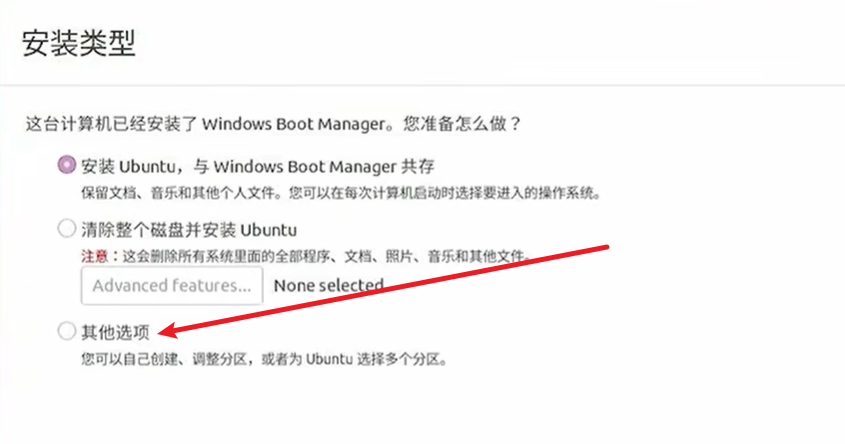 安装类型
这台计算机已经安装了 Windows Boot Manager。您准备怎么做？
安装 Ubuntu，与 Windows Boot Manager 共存
保留文档、音乐和其他个人文件。您可以在每次计算机启动时选择要进入的操作系统。
清除整个磁盘并安装 Ubuntu
注意：这会删除所有系统里面的全部程序、文档、照片、音乐和其他文件。
Advanced features... None selected
其他选项
您可以自己创建、调整分区，或者为 Ubuntu 选择多个分区。